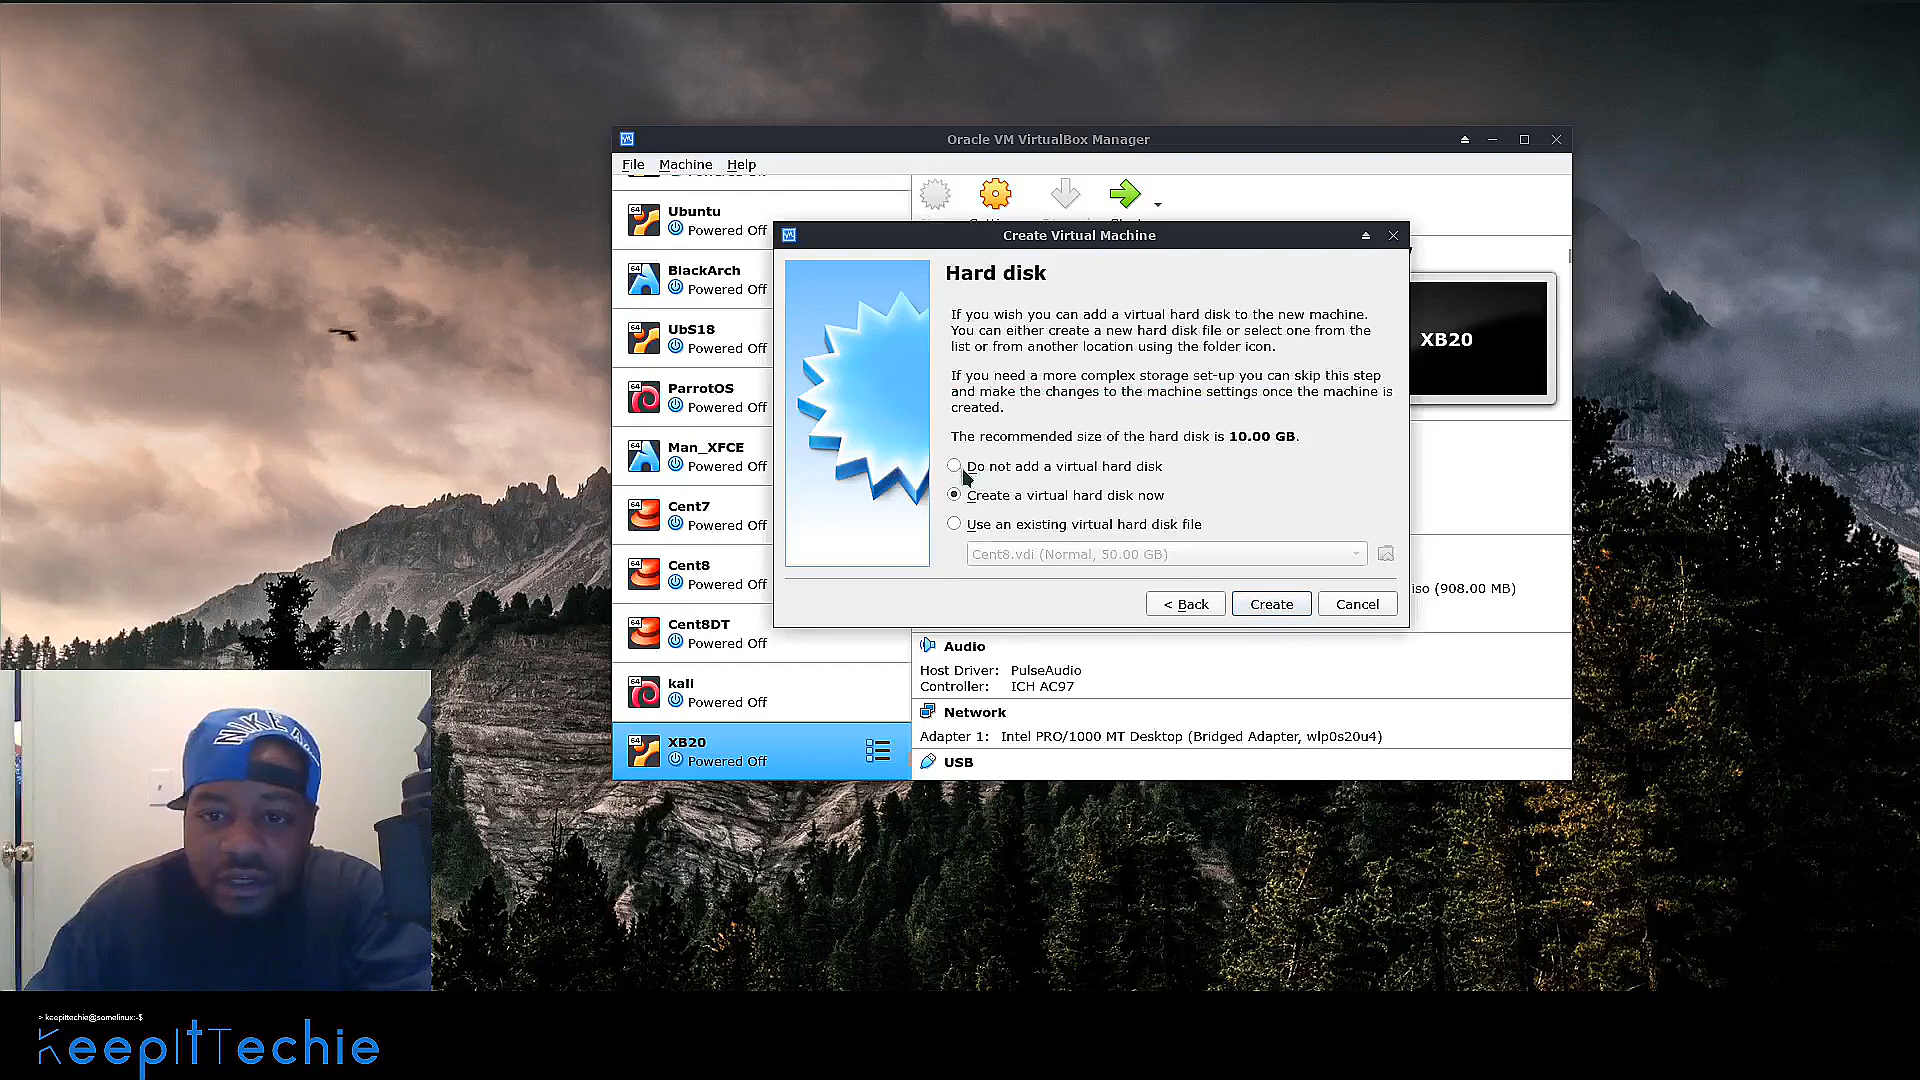 Oracle VM VirtualBox Manager
File Machine Help
Ubuntu
Powered Off
BlackArch
Powered Off
UbS18
Powered Off
ParrotOS
Powered Off
Man_XFCE
Powered Off
Cent7
Powered Off
Cent8
Powered Off
Cent8DT
Powered Off
kali
Powered Off
XB20
Powered Off
Create Virtual Machine
Hard disk
If you wish you can add a virtual hard disk to the new machine.
You can either create a new hard disk file or select one from the
list or from another location using the folder icon.
If you need a more complex storage set-up you can skip this step
and make the changes to the machine settings once the machine is
created.
The recommended size of the hard disk is 10.00 GB.
Do not add a virtual hard disk
Create a virtual hard disk now
Use an existing virtual hard disk file
Cent8.vdi (Normal, 50.00 GB)
< Back Create Cancel
XB20
iso (908.00 MB)
Audio
Host Driver: PulseAudio
Controller: ICH AC97
Network
Adapter 1: Intel PRO/1000 MT Desktop (Bridged Adapter, wlp0s20u4)
USB
> keepittechie@somelinux:-$
KeepItTechie